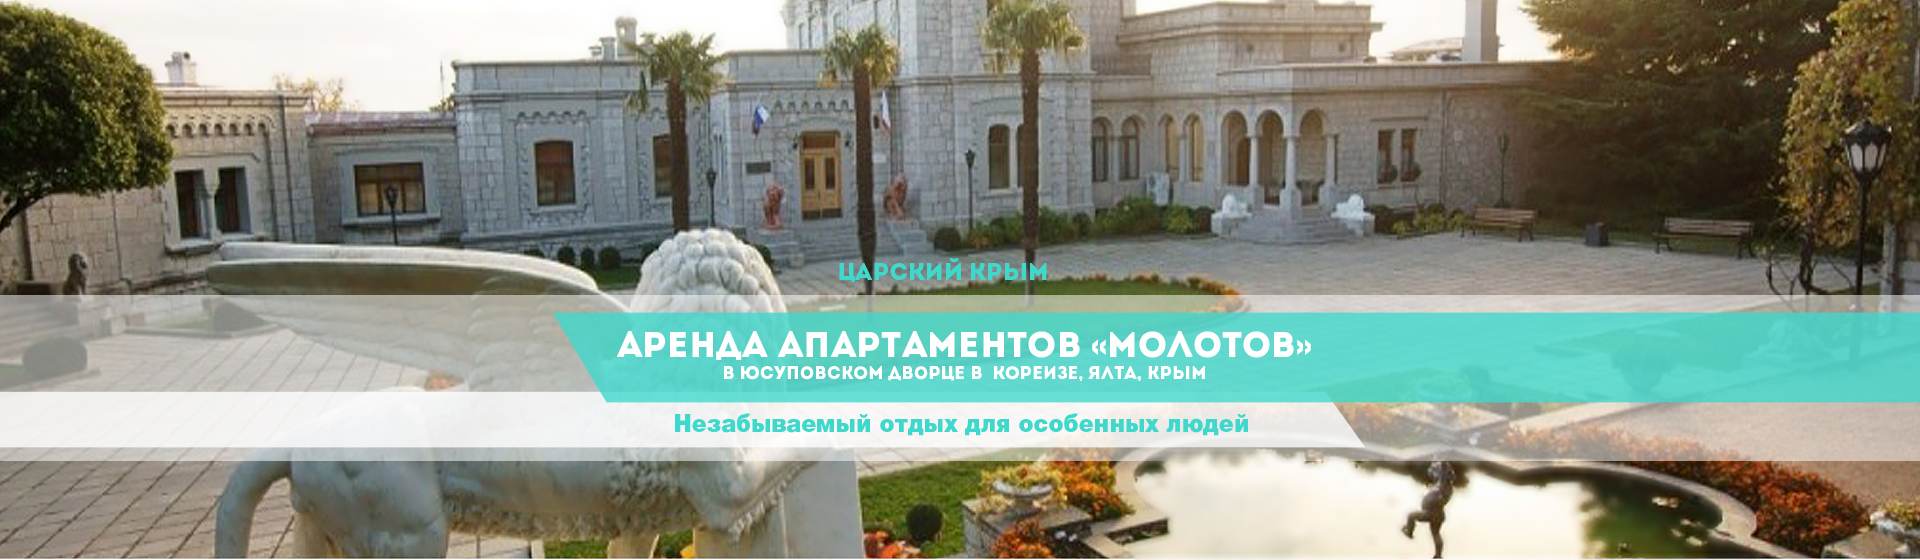 ЦАРСКИЙ КРЫМ
АРЕНДА АПАРТАМЕНТОВ «МОЛОТОВ»
В ЮСУПОВСКОМ ДВОРЦЕ В КОРЕИЗЕ, ЯЛТА, КРЫМ
Незабываемый отдых для особенных людей